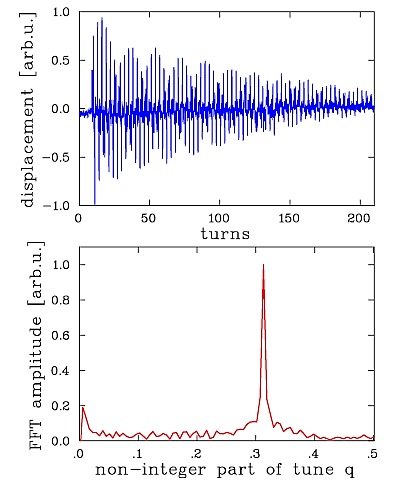 displacement [arb.u.]
1.0
0.5
0.0
−0.5
−1.0
0 50 100 150 200
turns
FFT amplitude [arb.u.]
1.0
0.8
0.6
0.4
0.2
0.0
.0 .1 .2 .3 .4 .5
non-integer part of tune q